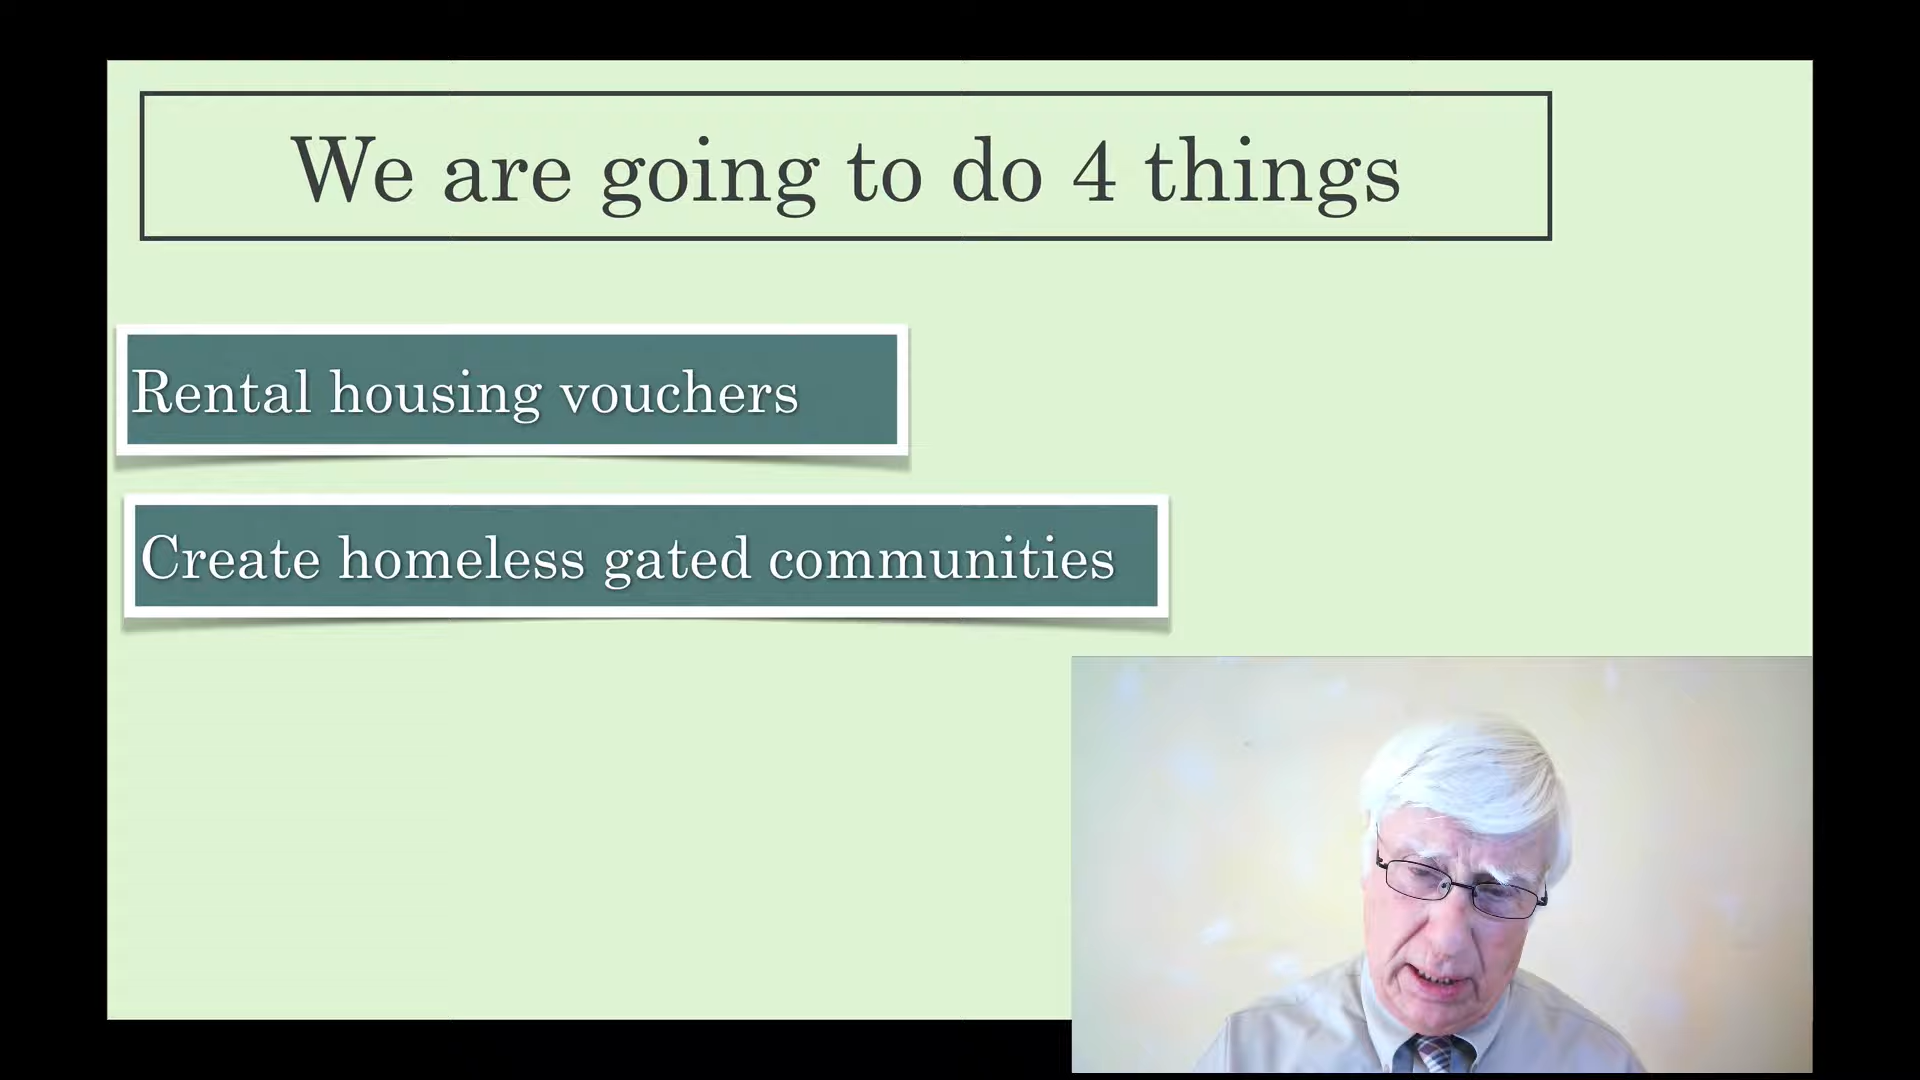 We are going to do 4 things
Rental housing vouchers
Create homeless gated communities